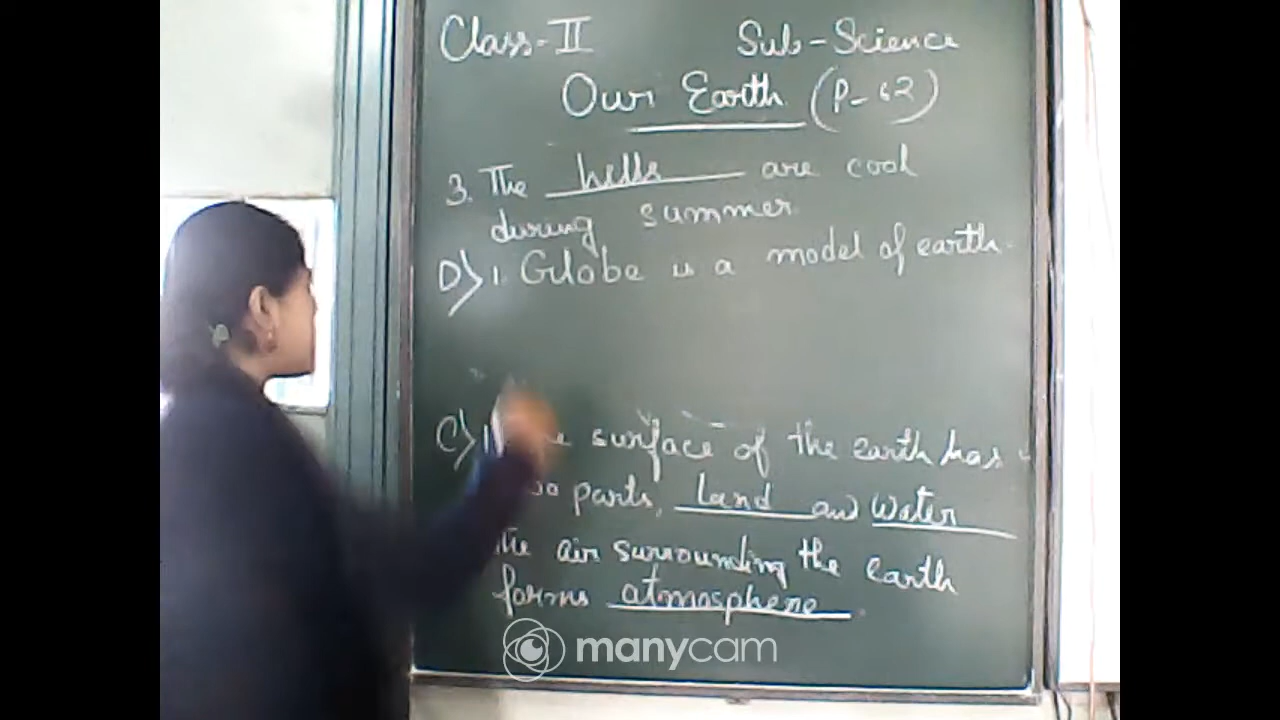 Class-II Sub-Science
Our Earth (P-62)
3. The hills are cool
during summer.
D) 1. Globe is a model of earth.
C) 1. surface of the earth has
parts, Land and Water
The air surrounding the earth
forms atmosphere.
manycam